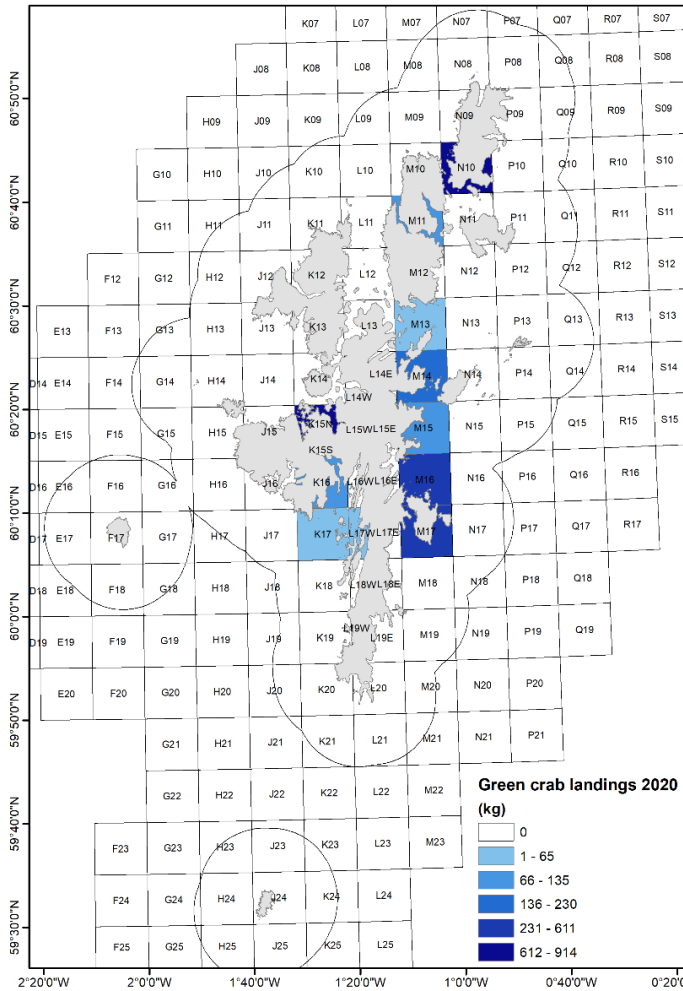 K07 L07 M07 N07 P07 Q07 R07 S07
60°50'0"N
J08 K08 L08 M08 N08 P08 Q08 R08 S08
H09 J09 K09 L09 M09 N09 P09 Q09 R09 S09
60°40'0"N
G10 H10 J10 K10 L10 M10 N10 P10 Q10 R10 S10
G11 H11 J11 K11 L11 M11 N11 P11 Q11 R11 S11
60°30'0"N
F12 G12 H12 J12 K12 L12 M12 N12 P12 Q12 R12 S12
E13 F13 G13 H13 J13 K13 L13 M13 N13 P13 Q13 R13 S13
60°20'0"N
D14 E14 F14 G14 H14 J14 K14 L14W L14E M14 N14 P14 Q14 R14 S14
D15 E15 F15 G15 H15 J15 K15N K15S L15W L15E M15 N15 P15 Q15 R15 S15
60°10'0"N
D16 E16 F16 G16 H16 J16 K16 L16W L16E M16 N16 P16 Q16 R16
D17 E17 F17 G17 H17 J17 K17 L17W L17E M17 N17 P17 Q17 R17
60°0'0"N
D18 E18 F18 G18 H18 J18 K18 L18W L18E M18 N18 P18 Q18
D19 E19 F19 G19 H19 J19 K19 L19W L19E M19 N19 P19 Q19
59°50'0"N
E20 F20 G20 H20 J20 K20 L20 M20 N20 P20
G21 H21 J21 K21 L21 M21 N21 P21
59°40'0"N
G22 H22 J22 K22 L22 M22
F23 G23 H23 J23 K23 L23 M23
59°30'0"N
F24 G24 H24 J24 K24 L24
F25 G25 H25 J25 K25 L25
Green crab landings 2020
(kg)
0
1 - 65
66 - 135
136 - 230
231 - 611
612 - 914
2°20'0"W 2°0'0"W 1°40'0"W 1°20'0"W 1°0'0"W 0°40'0"W 0°20'0